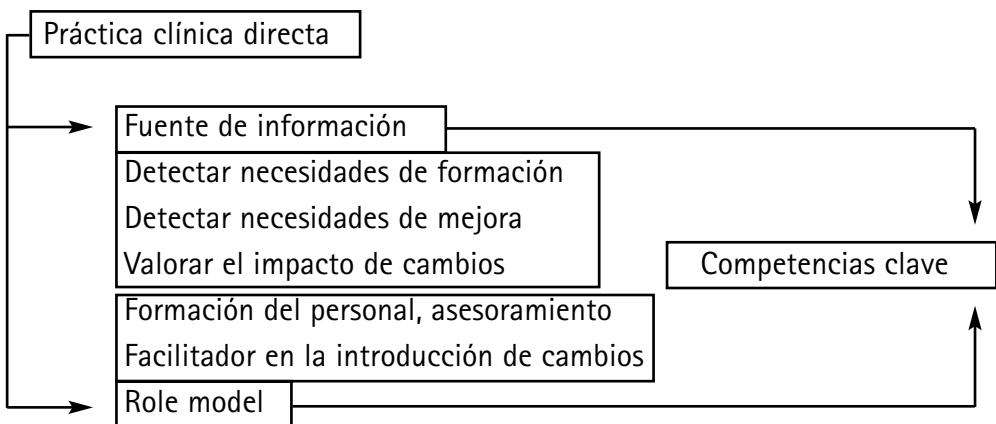 Práctica clínica directa
Fuente de información
Detectar necesidades de formación
Detectar necesidades de mejora
Valorar el impacto de cambios
Competencias clave
Formación del personal, asesoramiento
Facilitador en la introducción de cambios
Role model